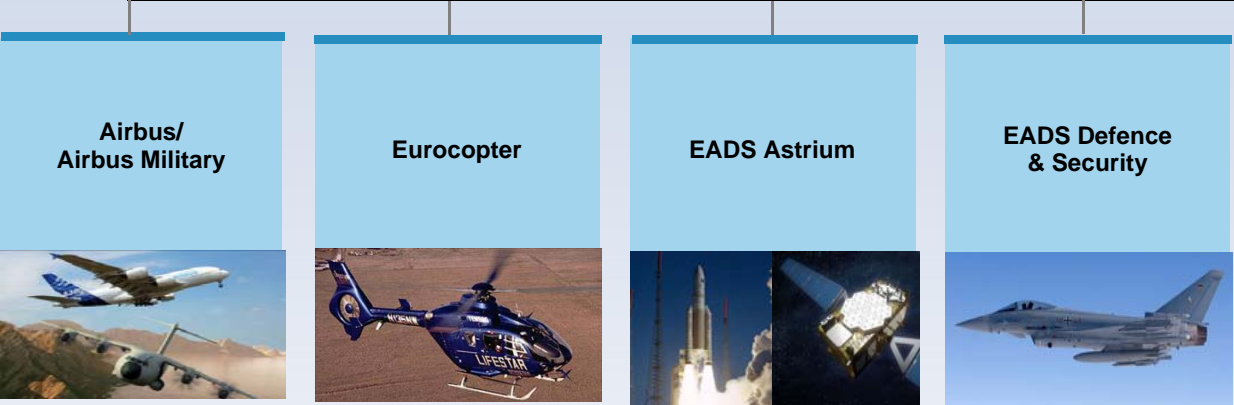 Airbus/
Airbus Military
Eurocopter
EADS Astrium
EADS Defence
& Security
LIFESTAR